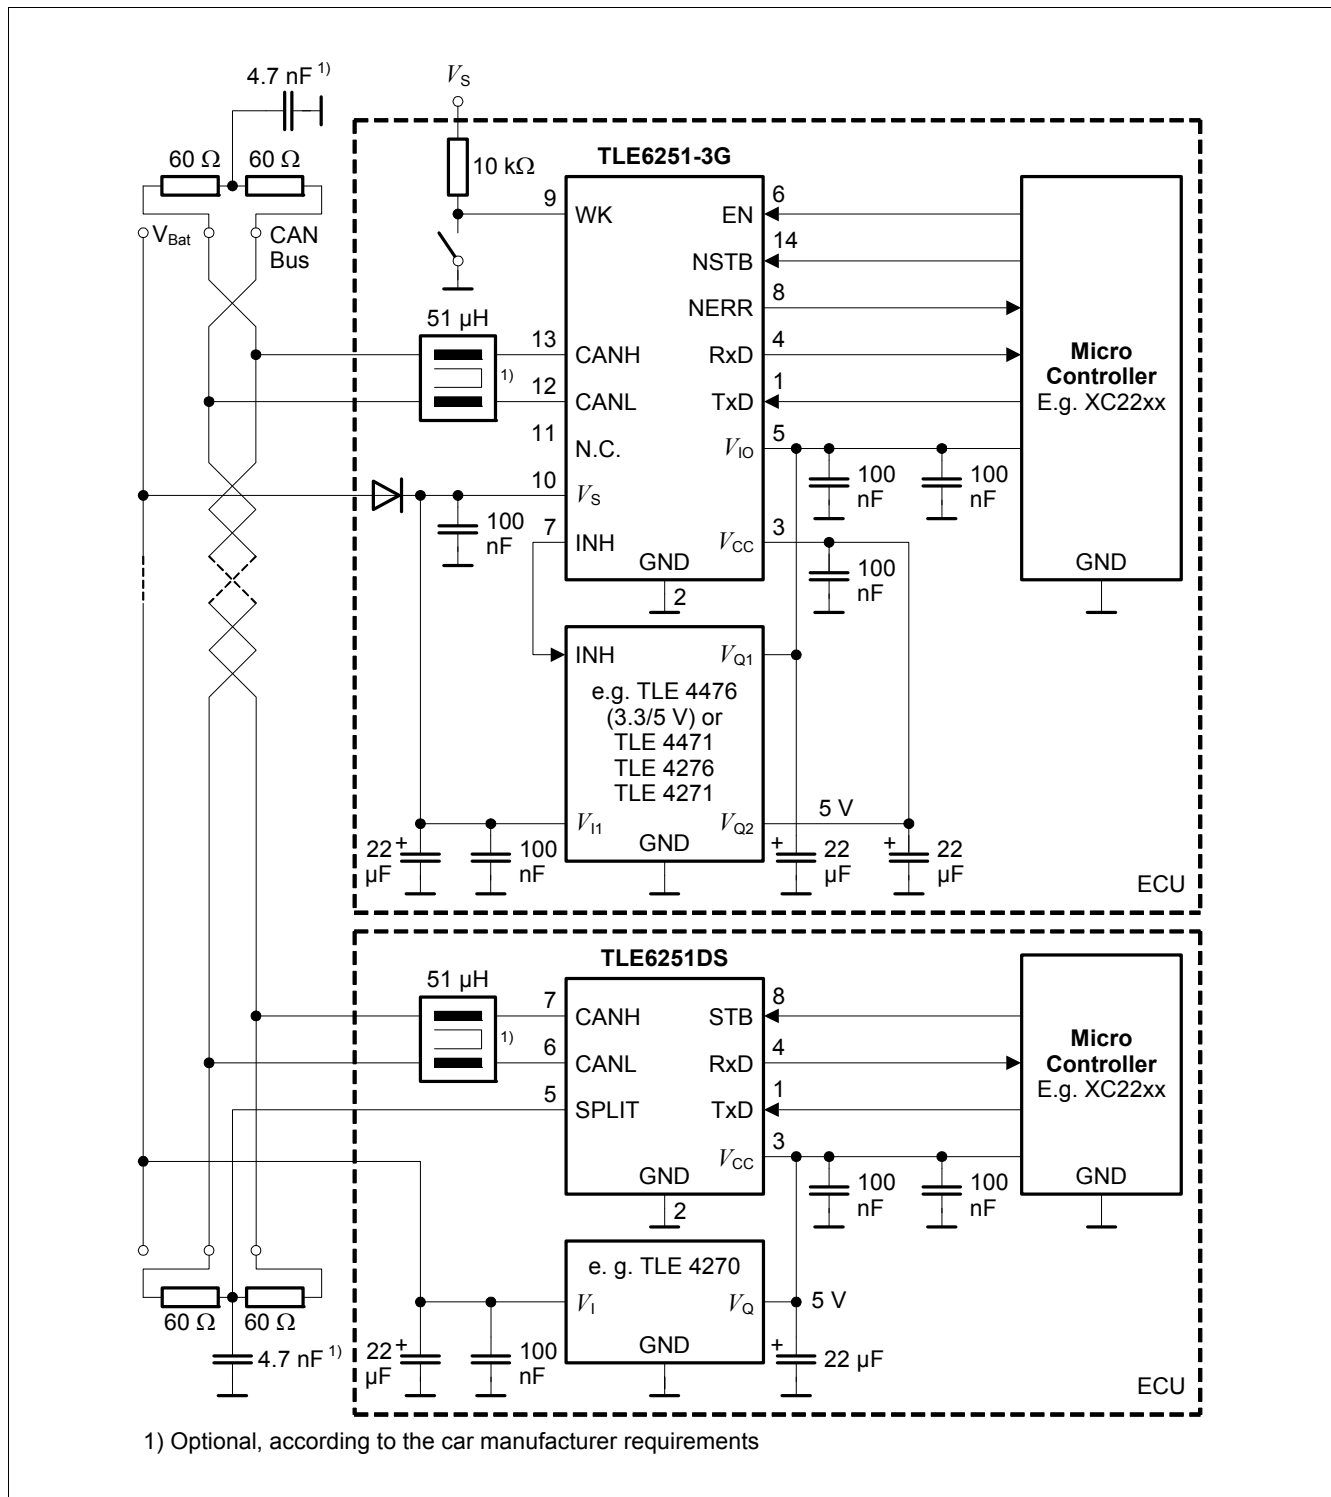 4.7 nF 1)
VS
60 Ω 60 Ω
10 kΩ
TLE6251-3G
VBat
CAN
Bus
9 WK
EN 6
NSTB 14
NERR 8
51 µH
1)
13 CANH
RxD 4
12 CANL
TxD 1
11 N.C.
VIO 5
Micro
Controller
E.g. XC22xx
100
nF
100
nF
10 VS
100
nF
7 INH
VCC 3
100
nF
GND
2
GND
INH
VQ1
e.g. TLE 4476
(3.3/5 V) or
TLE 4471
TLE 4276
TLE 4271
VI1
VQ2
5 V
GND
22
µF
+
100
nF
+
22
µF
+
22
µF
ECU
TLE6251DS
51 µH
1)
7 CANH
STB 8
6 CANL
RxD 4
5 SPLIT
TxD 1
VCC 3
Micro
Controller
E.g. XC22xx
GND
2
100
nF
100
nF
GND
e. g. TLE 4270
VI
VQ
5 V
GND
60 Ω 60 Ω
4.7 nF 1)
22
µF
+
100
nF
+
22 µF
ECU
1) Optional, according to the car manufacturer requirements